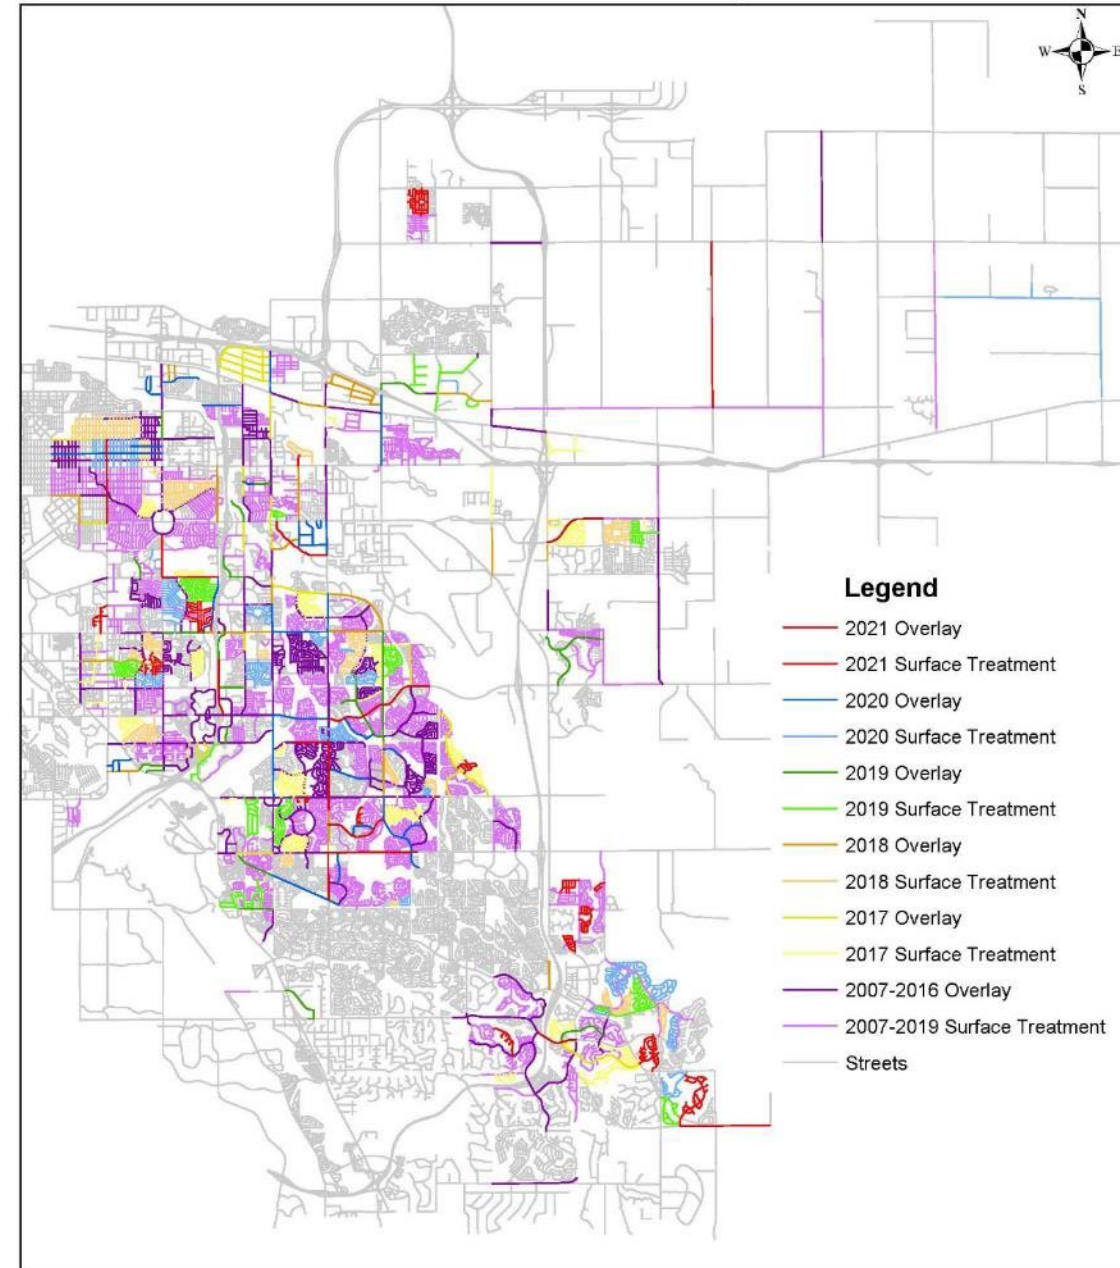 N
W E
S
Legend
2021 Overlay
2021 Surface Treatment
2020 Overlay
2020 Surface Treatment
2019 Overlay
2019 Surface Treatment
2018 Overlay
2018 Surface Treatment
2017 Overlay
2017 Surface Treatment
2007-2016 Overlay
2007-2019 Surface Treatment
Streets